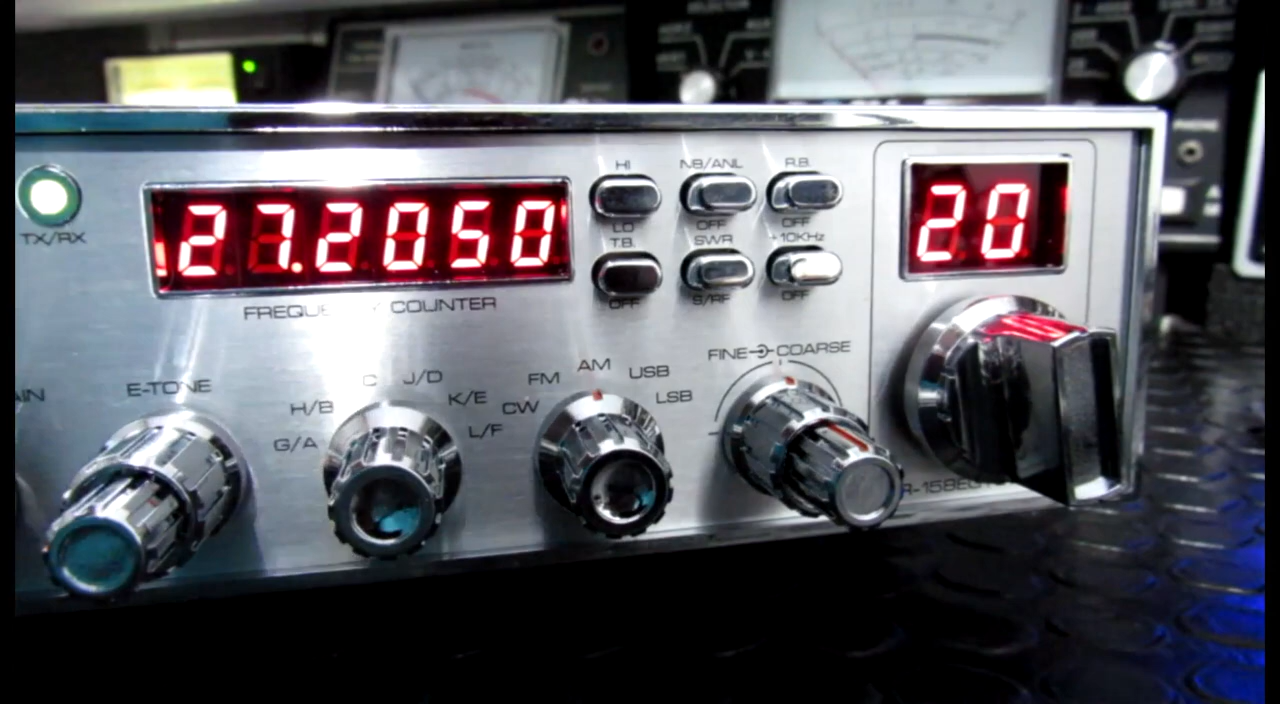 HI NB/ANL R.B.
27.2050 20
LO OFF OFF
TX/RX T.B. SWR +10KHz
OFF S/RF OFF
COUNTER
FINE COARSE
AM
E-TONE C J/D FM USB
H/B K/E CW LSB
G/A L/F